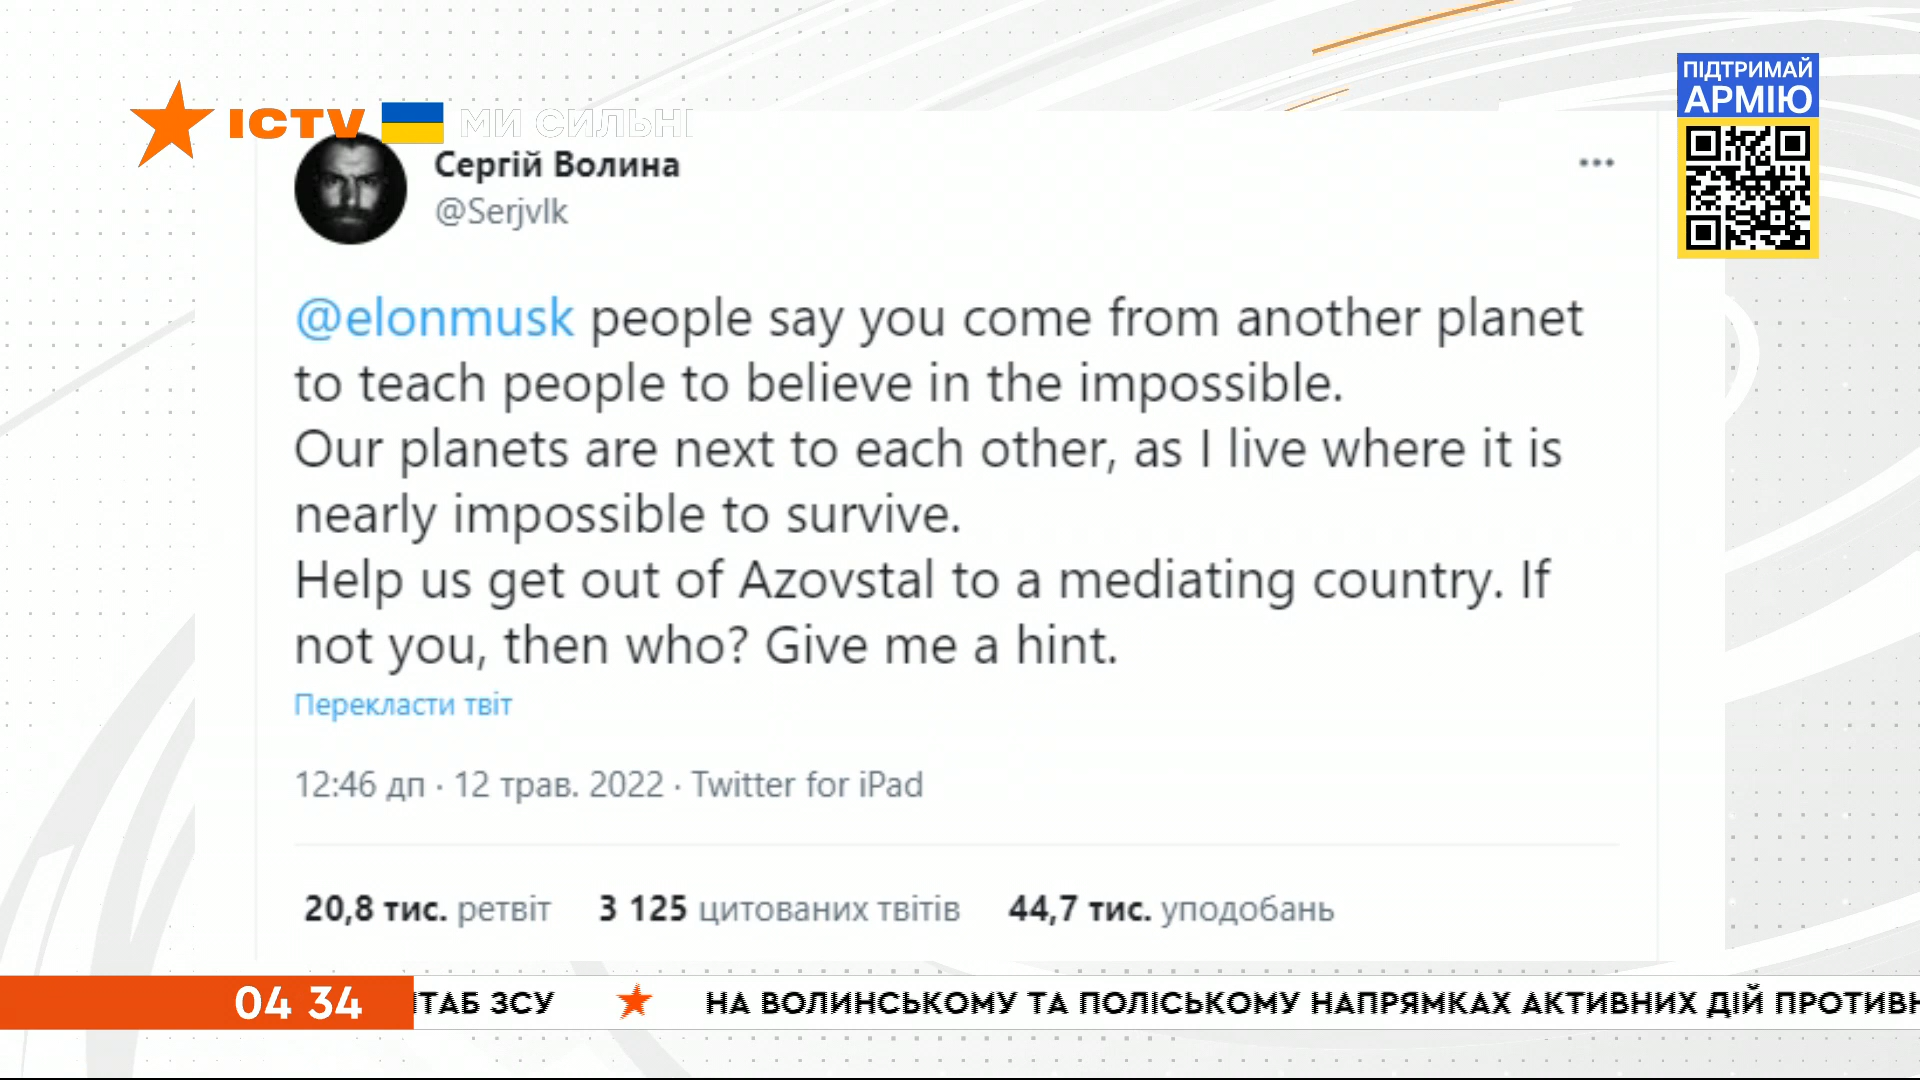 ICTV МИ СИЛЬНІ
ПІДТРИМАЙ
АРМІЮ
Сергій Волина
@Serjvlk
@elonmusk people say you come from another planet
to teach people to believe in the impossible.
Our planets are next to each other, as I live where it is
nearly impossible to survive.
Help us get out of Azovstal to a mediating country. If
not you, then who? Give me a hint.
Перекласти твіт
12:46 дп · 12 трав. 2022 · Twitter for iPad
20,8 тис. ретвіт 3 125 цитованих твітів 44,7 тис. уподобань
04 34 ЗСУ НА ВОЛИНСЬКОМУ ТА ПОЛІСЬКОМУ НАПРЯМКАХ АКТИВНИХ ДІЙ